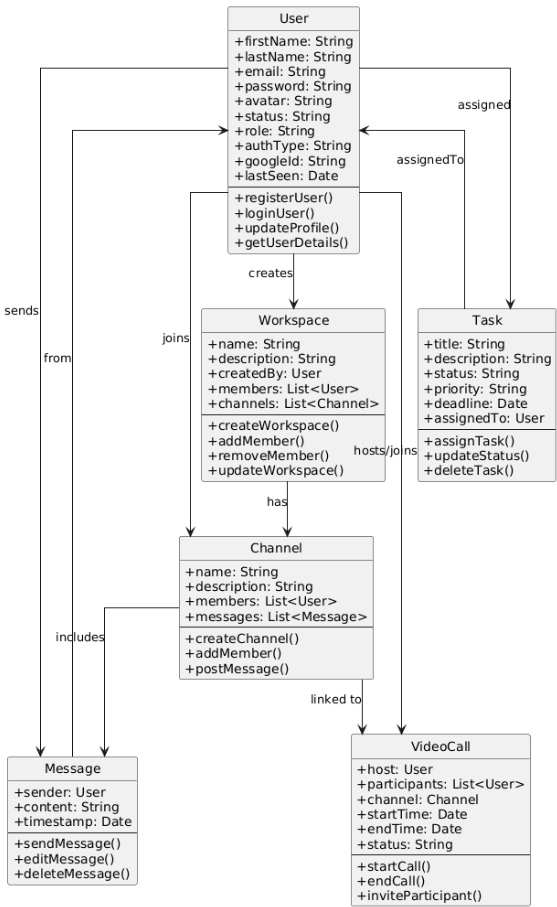 User
+firstName: String
+lastName: String
+email: String
+password: String
+avatar: String
+status: String
+role: String
+authType: String
+googleId: String
+lastSeen: Date
+registerUser()
+loginUser()
+updateProfile()
+getUserDetails()
assigned
assignedTo
creates
sends
from
joins
Workspace
+name: String
+description: String
+createdBy: User
+members: List<User>
+channels: List<Channel>
+createWorkspace()
+addMember()
+removeMember()
+updateWorkspace()
Task
+title: String
+description: String
+status: String
+priority: String
+deadline: Date
+assignedTo: User
+assignTask()
+updateStatus()
+deleteTask()
hosts/joins
has
Channel
+name: String
+description: String
+members: List<User>
+messages: List<Message>
+createChannel()
+addMember()
+postMessage()
includes
linked to
Message
+sender: User
+content: String
+timestamp: Date
+sendMessage()
+editMessage()
+deleteMessage()
VideoCall
+host: User
+participants: List<User>
+channel: Channel
+startTime: Date
+endTime: Date
+status: String
+startCall()
+endCall()
+inviteParticipant()